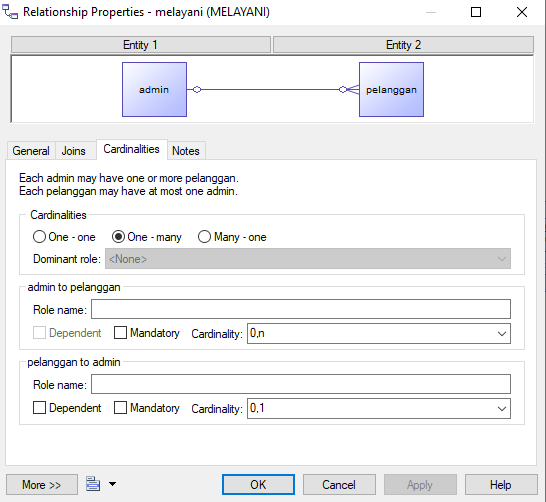 Relationship Properties - melayani (MELAYANI)
Entity 1 Entity 2
admin pelanggan
General Joins Cardinalities Notes
Each admin may have one or more pelanggan.
Each pelanggan may have at most one admin.
Cardinalities
One - one One - many Many - one
Dominant role: <None>
admin to pelanggan
Role name:
Dependent Mandatory Cardinality: 0,n
pelanggan to admin
Role name:
Dependent Mandatory Cardinality: 0,1
More >> OK Cancel Apply Help